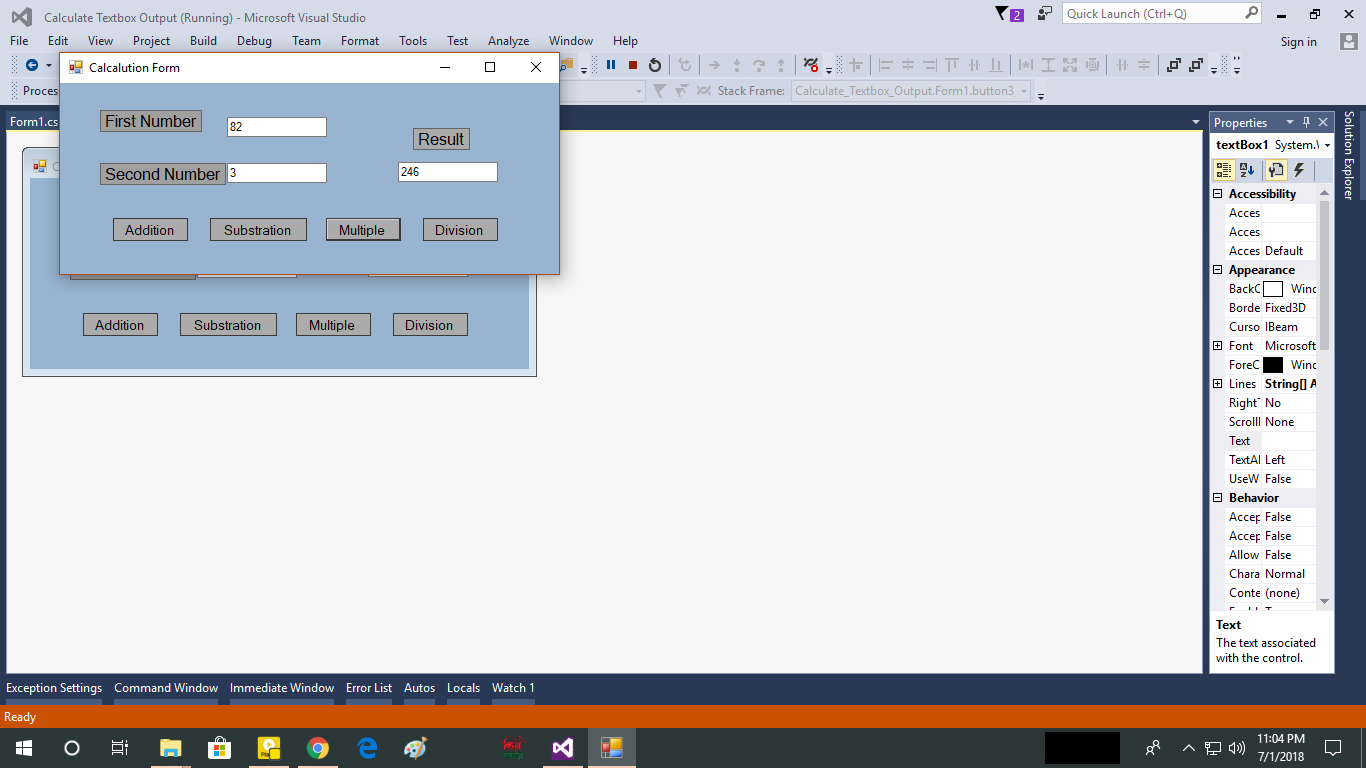 Calculate Textbox Output (Running) - Microsoft Visual Studio
2
Quick Launch (Ctrl+Q)
File Edit View Project Build Debug Team Format Tools Test Analyze Window Help
Sign in
Calcalution Form
Proces
Stack Frame: Calculate_Textbox_Output.Form1.button3_
Form1.cs
First Number
82
Result
Second Number
3
246
Addition Substration Multiple Division
Addition Substration Multiple Division
Properties
textBox1 System.\
Accessibility
Acces
Acces
Acces Default
Appearance
BackC Winc
Borde Fixed3D
Curso IBeam
Font Microsoft
ForeC Winc
Lines String[] A
RightT No
Scrolll None
Text
TextAl Left
UseW False
Behavior
Accep False
Accep False
Allow False
Chara Normal
Conte (none)
Text
The text associated
with the control.
Solution Explorer
Exception Settings Command Window Immediate Window Error List Autos Locals Watch 1
Ready
11:04 PM
7/1/2018